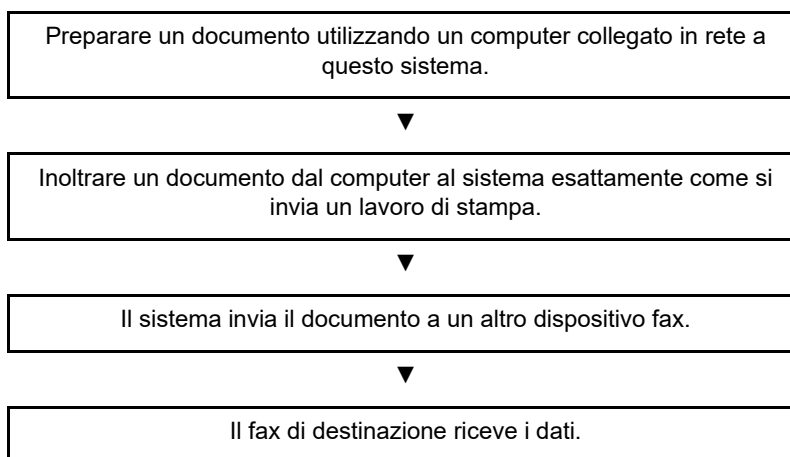 Preparare un documento utilizzando un computer collegato in rete a
questo sistema.
▼
Inoltrare un documento dal computer al sistema esattamente come si
invia un lavoro di stampa.
▼
Il sistema invia il documento a un altro dispositivo fax.
▼
Il fax di destinazione riceve i dati.